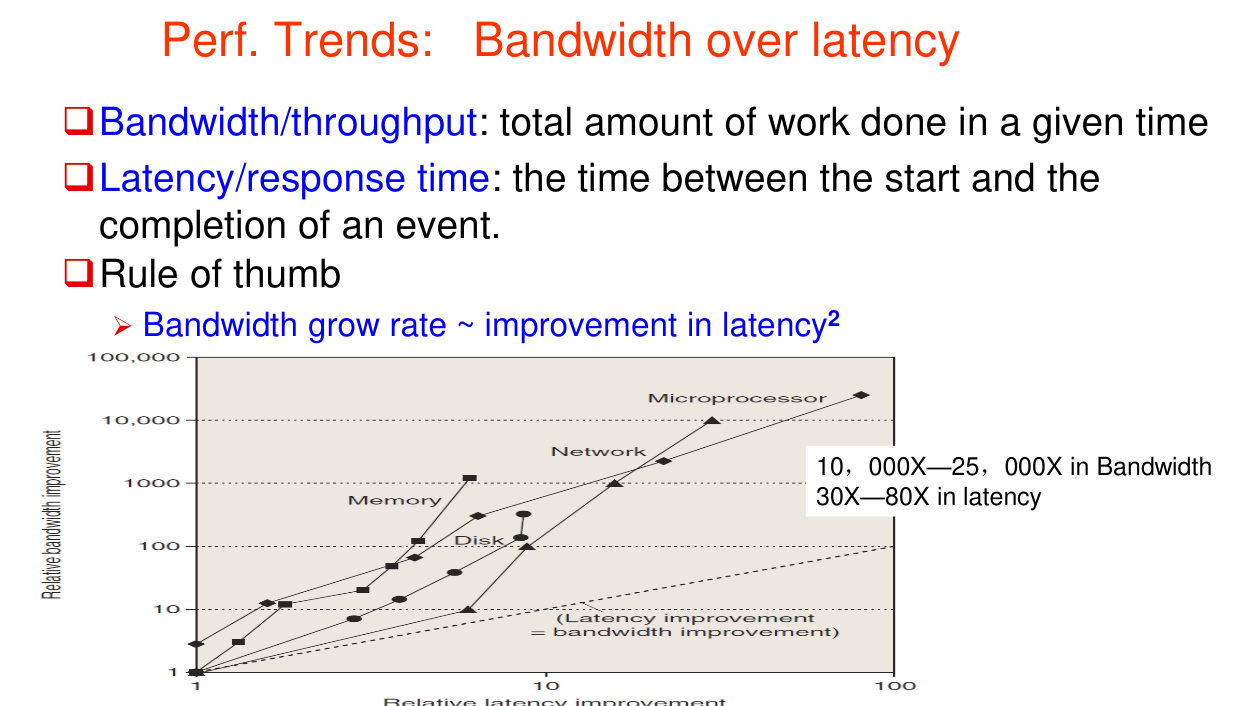 Perf. Trends: Bandwidth over latency
Bandwidth/throughput: total amount of work done in a given time
Latency/response time: the time between the start and the
completion of an event.
Rule of thumb
Bandwidth grow rate ~ improvement in latency²
100,000
10,000
1000
100
10
1
Relative bandwidth improvement
Microprocessor
Network
Memory
Disk
(Latency improvement
= bandwidth improvement)
10，000X—25，000X in Bandwidth
30X—80X in latency
1
10
100
Relative latency improvement